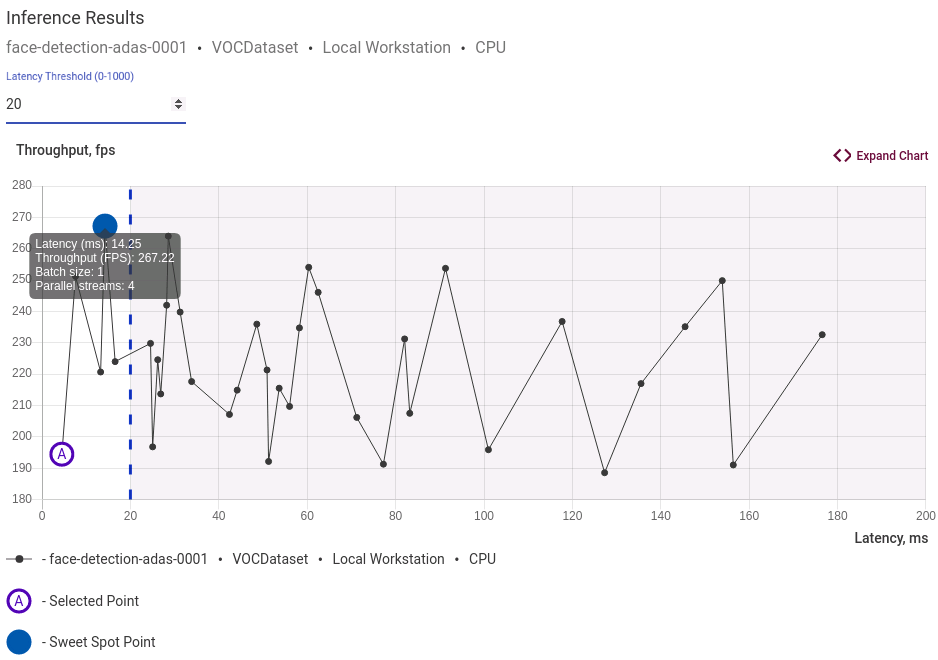 Inference Results
face-detection-adas-0001 • VOCDataset • Local Workstation • CPU
Latency Threshold (0-1000)
20
Throughput, fps
Expand Chart
280
270
260
250
240
230
220
210
200
190
180
Latency (ms): 14.25
Throughput (FPS): 267.22
Batch size: 1
Parallel streams: 4
A
0 20 40 60 80 100 120 140 160 180 200
Latency, ms
- face-detection-adas-0001 • VOCDataset • Local Workstation • CPU
A - Selected Point
- Sweet Spot Point